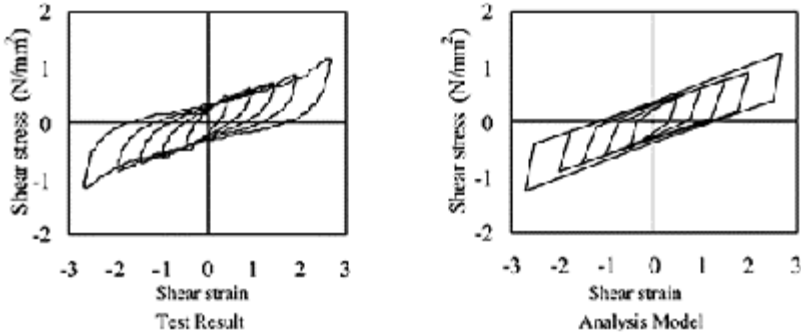 Shear stress (N/mm²)
2
1
0
-1
-2
-3 -2 -1 0 1 2 3
Shear strain
Test Result
Shear stress (N/mm²)
2
1
0
-1
-2
-3 -2 -1 0 1 2 3
Shear strain
Analysis Model